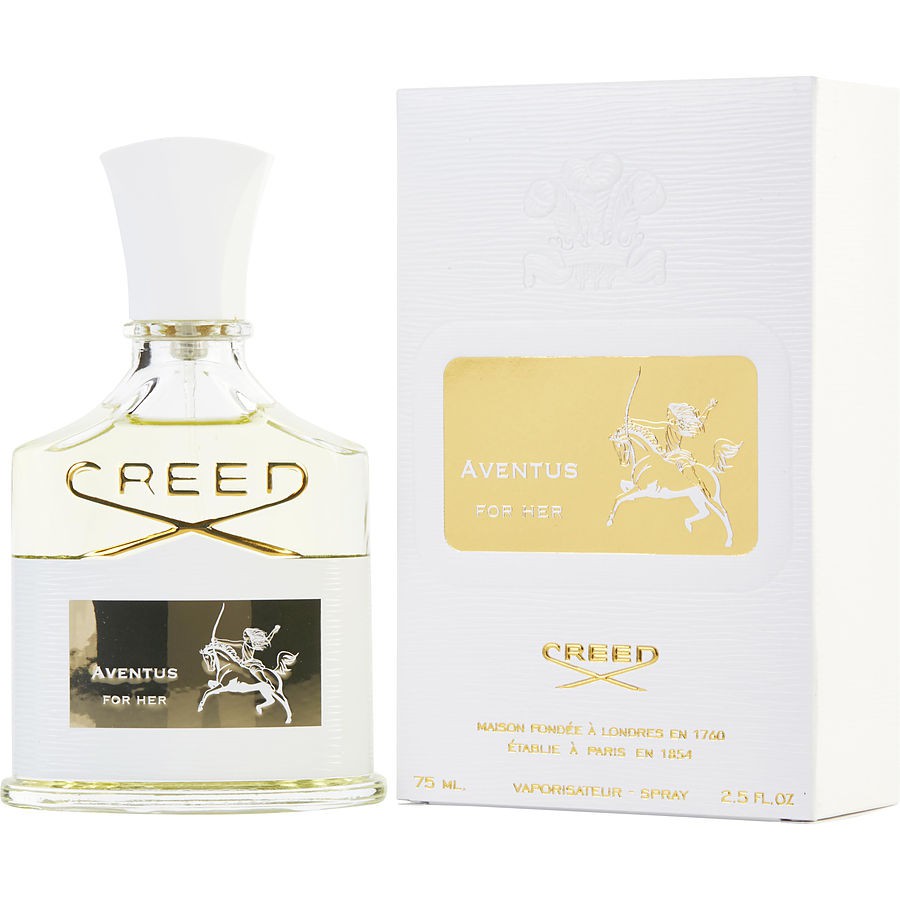 CREED
AVENTUS
FOR HER
AVENTUS
FOR HER
CREED
MAISON FONDÉE À LONDRES EN 1760
ÉTABLIE À PARIS EN 1854
75 ML. VAPORISATEUR - SPRAY 2.5 FL.OZ